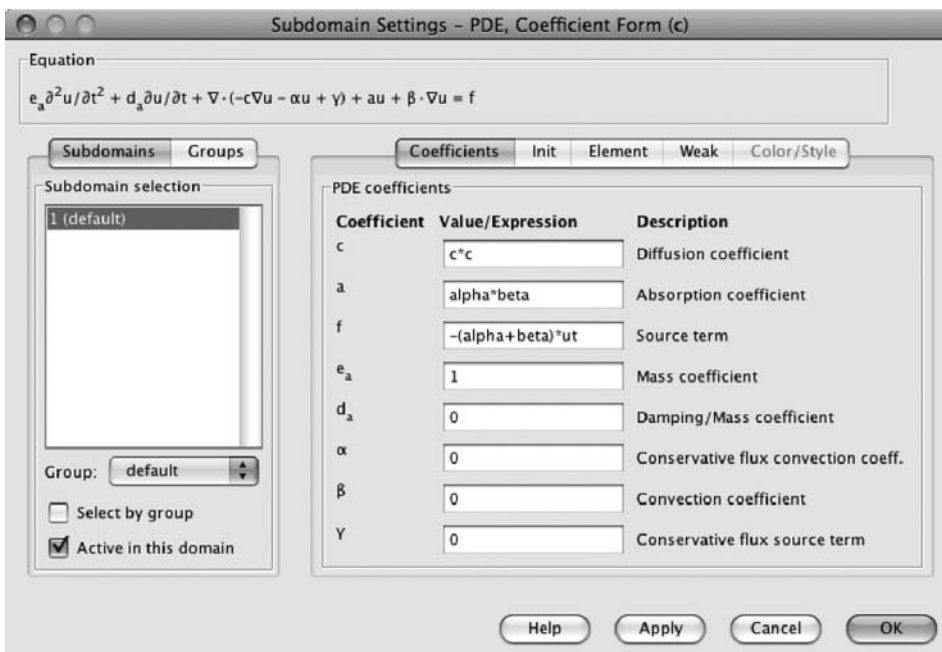 Subdomain Settings – PDE, Coefficient Form (c)
Equation
eₐ∂²u/∂t² + dₐ∂u/∂t + ∇·(-c∇u - αu + γ) + au + β·∇u = f
Subdomains Groups
Subdomain selection
1 (default)
Group: default
Select by group
Active in this domain
Coefficients Init Element Weak Color/Style
PDE coefficients
Coefficient Value/Expression Description
c c*c Diffusion coefficient
a alpha*beta Absorption coefficient
f -(alpha+beta)*ut Source term
eₐ 1 Mass coefficient
dₐ 0 Damping/Mass coefficient
α 0 Conservative flux convection coeff.
β 0 Convection coefficient
γ 0 Conservative flux source term
Help Apply Cancel OK